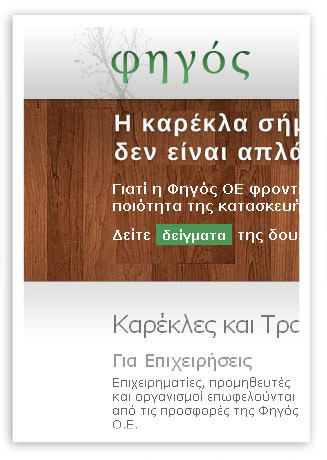 φηγός
Η καρέκλα σήμ
δεν είναι απλά
Γιατί η Φηγός ΟΕ φροντ
ποιότητα της κατασκευή
Δείτε δείγματα της δου
Καρέκλες και Τρα
Για Επιχειρήσεις
Επιχειρηματίες, προμηθευτές
και οργανισμοί επωφελούνται
από τις προσφορές της Φηγός
Ο.Ε.